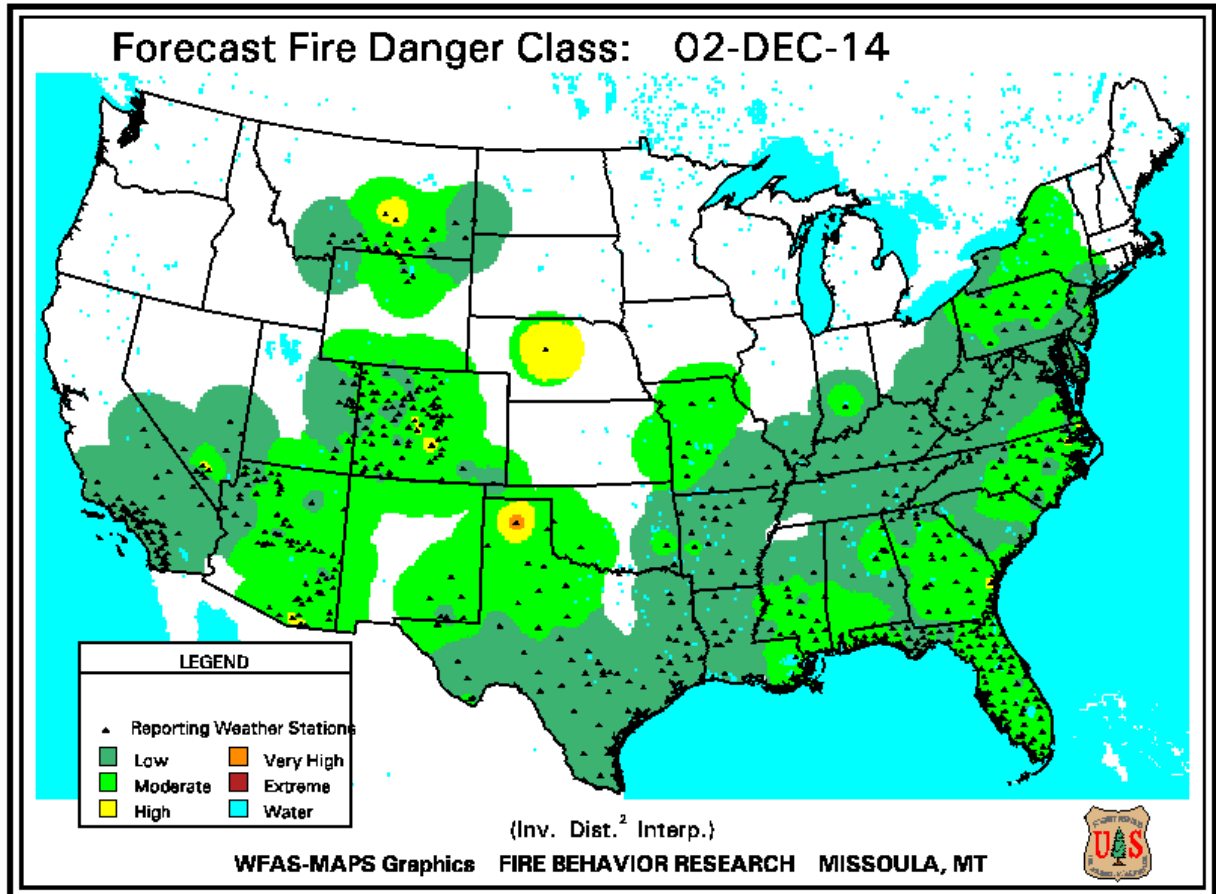 Forecast Fire Danger Class: 02-DEC-14
LEGEND
Reporting Weather Stations
Low
Very High
Moderate
Extreme
High
Water
(Inv. Dist.² Interp.)
WFAS-MAPS Graphics FIRE BEHAVIOR RESEARCH MISSOULA, MT
US